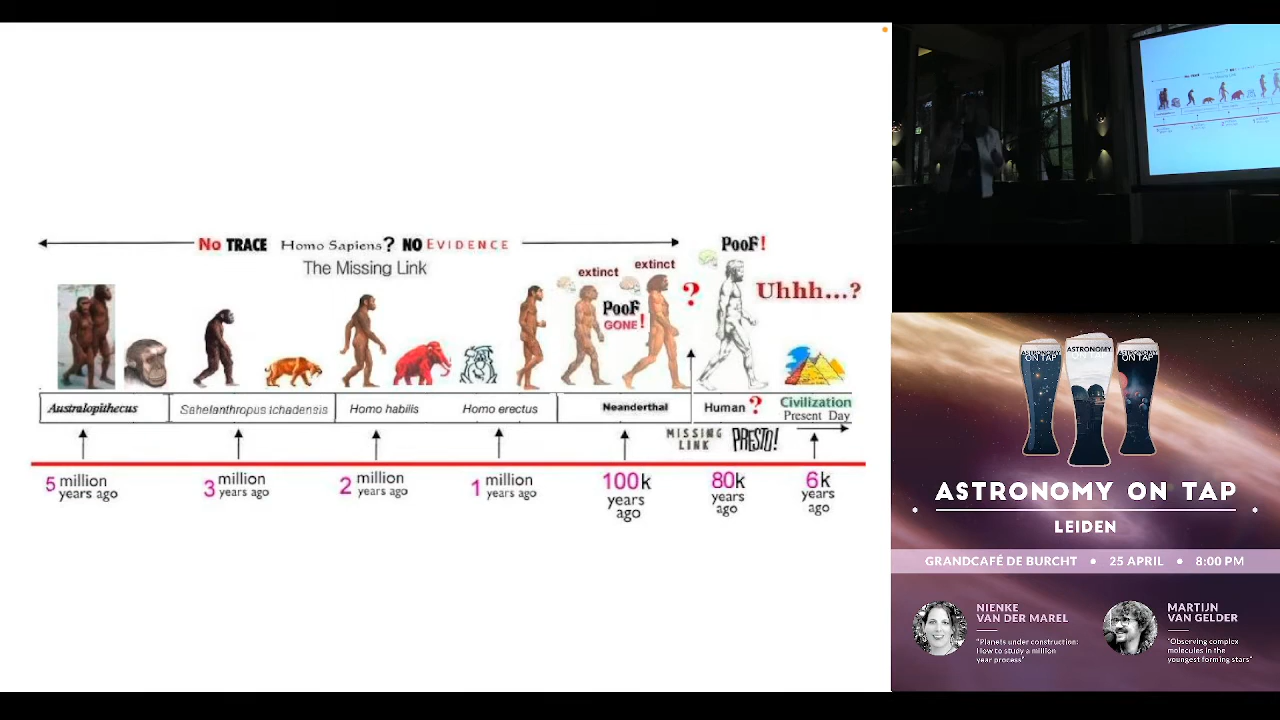 No TRACE Homo Sapiens? NO EVIDENCE
The Missing Link
PooF!
extinct
extinct
PooF
GONE!
?
Uhhh...?
Australopithecus
Sahelanthropus tchadensis
Homo habilis
Homo erectus
Neanderthal
Human ?
Civilization
Present Day
MISSING
LINK
PRESTO!
5 million
years ago
3 million
years ago
2 million
years ago
1 million
years ago
100k
years
ago
80k
years
ago
6k
years
ago
ASTRONOMY
ON TAP
ASTRONOMY
ON TAP
ASTRONOMY
ON TAP
ASTRONOMY ON TAP
LEIDEN
GRANDCAFÉ DE BURCHT • 25 APRIL • 8:00 PM
NIENKE
VAN DER MAREL
"Planets under construction:
How to study a million
year process"
MARTIJN
VAN GELDER
"Observing complex
molecules in the
youngest forming stars"